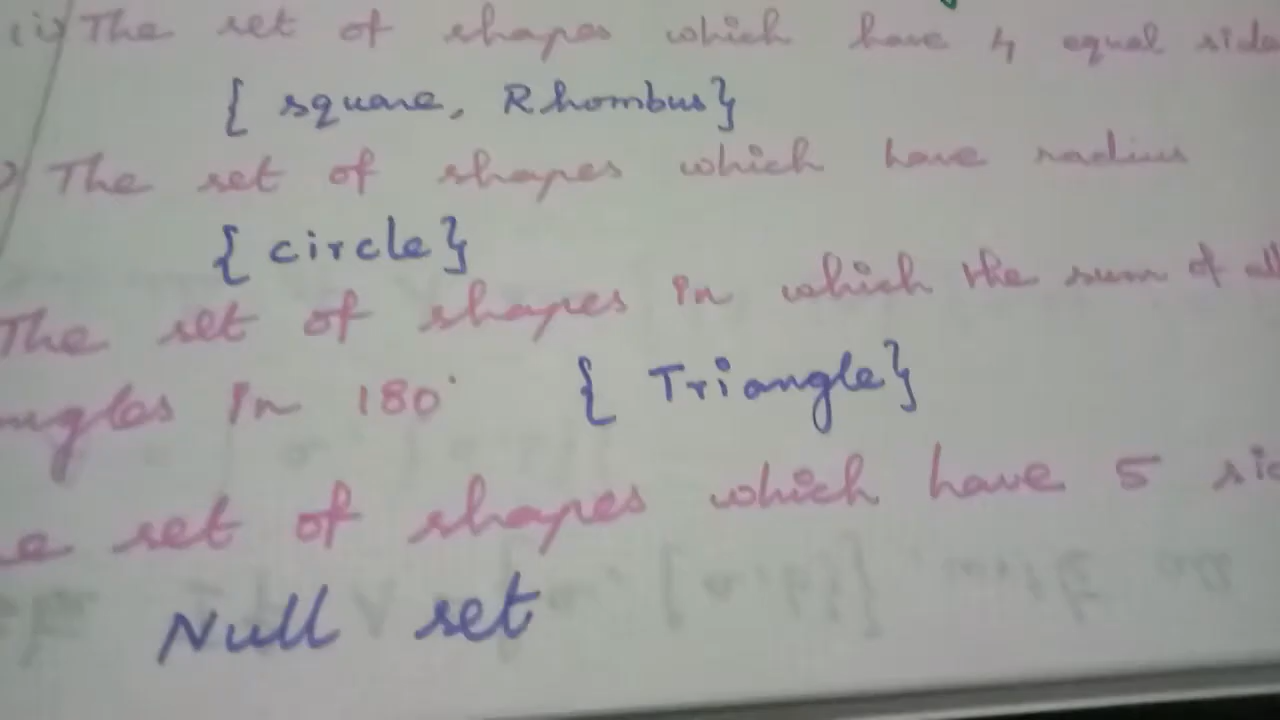 (i) The set of shapes which have 4 equal side
{ square, Rhombus}
) The set of shapes which have radius
{ circle}
The set of shapes in which the sum of all
angles in 180° { Triangle}
e set of shapes which have 5 sid
Null set